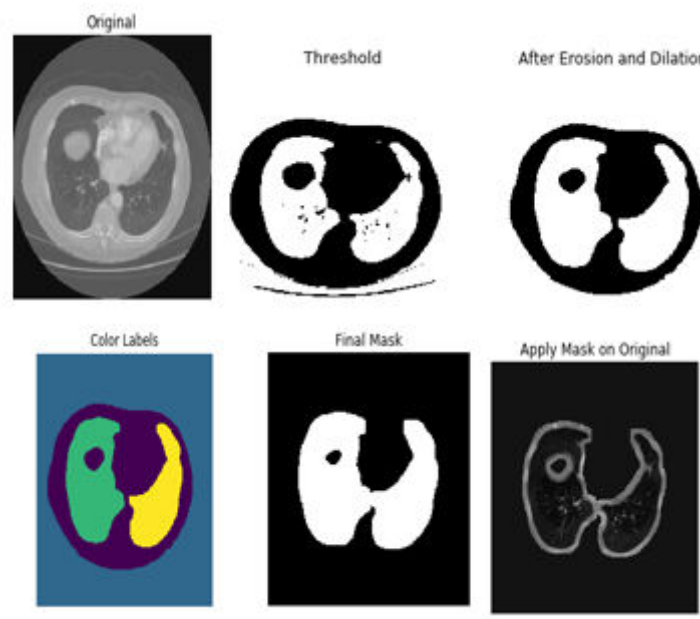 Original
Threshold
After Erosion and Dilation
Color Labels
Final Mask
Apply Mask on Original